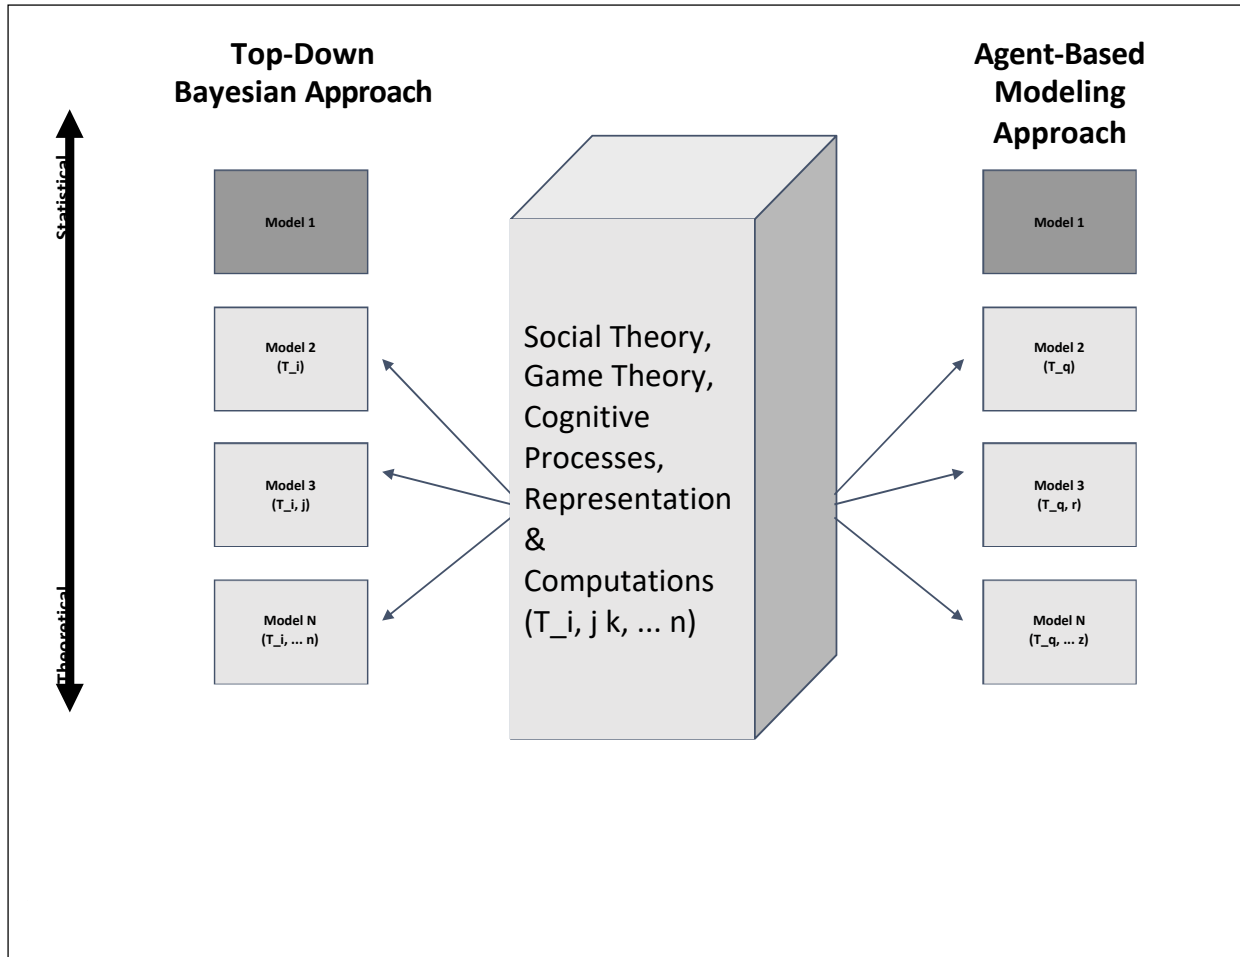 Top-Down
Bayesian Approach
Agent-Based
Modeling
Approach
Statistical
Theoretical
Model 1
Model 2
(T_i)
Model 3
(T_i, j)
Model N
(T_i, ... n)
Social Theory,
Game Theory,
Cognitive
Processes,
Representation
&
Computations
(T_i, j k, ... n)
Model 1
Model 2
(T_q)
Model 3
(T_q, r)
Model N
(T_q, ... z)